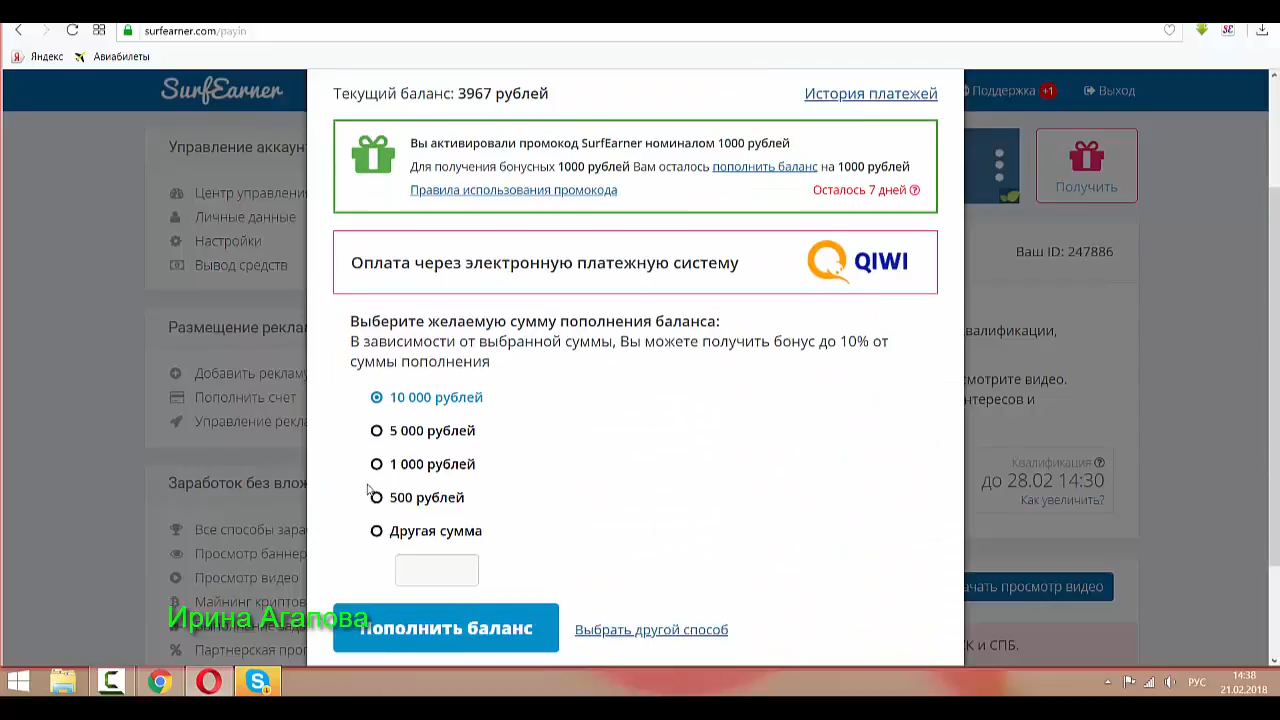 surfearner.com/payin
Яндекс
Авиабилеты
SurfEarner
Поддержка +1
Выход
Текущий баланс: 3967 рублей
История платежей
Вы активировали промокод SurfEarner номиналом 1000 рублей
Для получения бонусных 1000 рублей Вам осталось пополнить баланс на 1000 рублей
Правила использования промокода
Осталось 7 дней
Получить
Оплата через электронную платежную систему
QIWI
Ваш ID: 247886
Выберите желаемую сумму пополнения баланса:
В зависимости от выбранной суммы, Вы можете получить бонус до 10% от
суммы пополнения
10 000 рублей
5 000 рублей
1 000 рублей
500 рублей
Другая сумма
Пополнить баланс
Выбрать другой способ
Управление аккаун
Центр управлени
Личные данные
Настройки
Вывод средств
Размещение рекла
Добавить рекламу
Пополнить счет
Управление рекл
Заработок без влож
Все способы зара
Просмотр баннер
Просмотр видео
Майнинг криптов
Партнерская прог
Ирина Агапова
валификации,
смотрите видео.
нтересов и
Квалификация
до 28.02 14:30
Как увеличить?
чать просмотр видео
К и СПБ.
РУС
14:38
21.02.2018